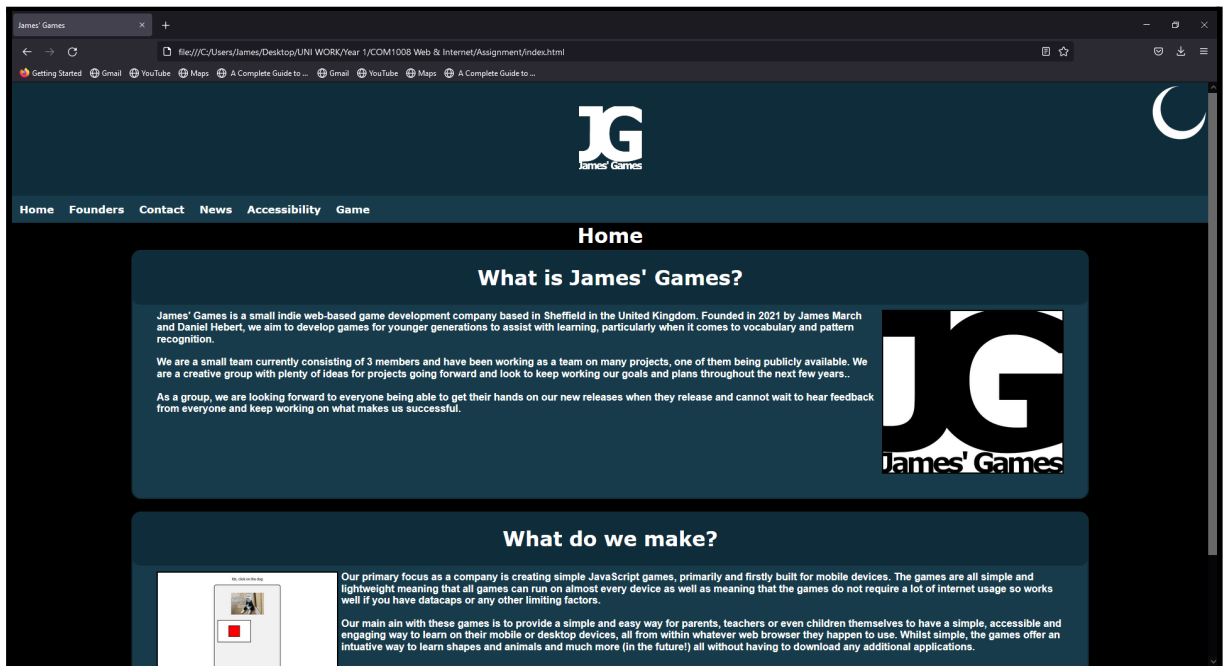 James' Games
file:///C:/Users/James/Desktop/UNI WORK/Year 1/COM1008 Web & Internet/Assignment/index.html
Getting Started Gmail YouTube Maps A Complete Guide to ... Gmail YouTube Maps A Complete Guide to ...
JG
James' Games
Home Founders Contact News Accessibility Game
Home
What is James' Games?
James' Games is a small indie web-based game development company based in Sheffield in the United Kingdom. Founded in 2021 by James March
and Daniel Hebert, we aim to develop games for younger generations to assist with learning, particularly when it comes to vocabulary and pattern
recognition.
We are a small team currently consisting of 3 members and have been working as a team on many projects, one of them being publicly available. We
are a creative group with plenty of ideas for projects going forward and look to keep working our goals and plans throughout the next few years..
As a group, we are looking forward to everyone being able to get their hands on our new releases when they release and cannot wait to hear feedback
from everyone and keep working on what makes us successful.
JG
James' Games
What do we make?
click on the dog
Our primary focus as a company is creating simple JavaScript games, primarily and firstly built for mobile devices. The games are all simple and
lightweight meaning that all games can run on almost every device as well as meaning that the games do not require a lot of internet usage so works
well if you have datacaps or any other limiting factors.
Our main ain with these games is to provide a simple and easy way for parents, teachers or even children themselves to have a simple, accessible and
engaging way to learn on their mobile or desktop devices, all from within whatever web browser they happen to use. Whilst simple, the games offer an
intuative way to learn shapes and animals and much more (in the future!) all without having to download any additional applications.